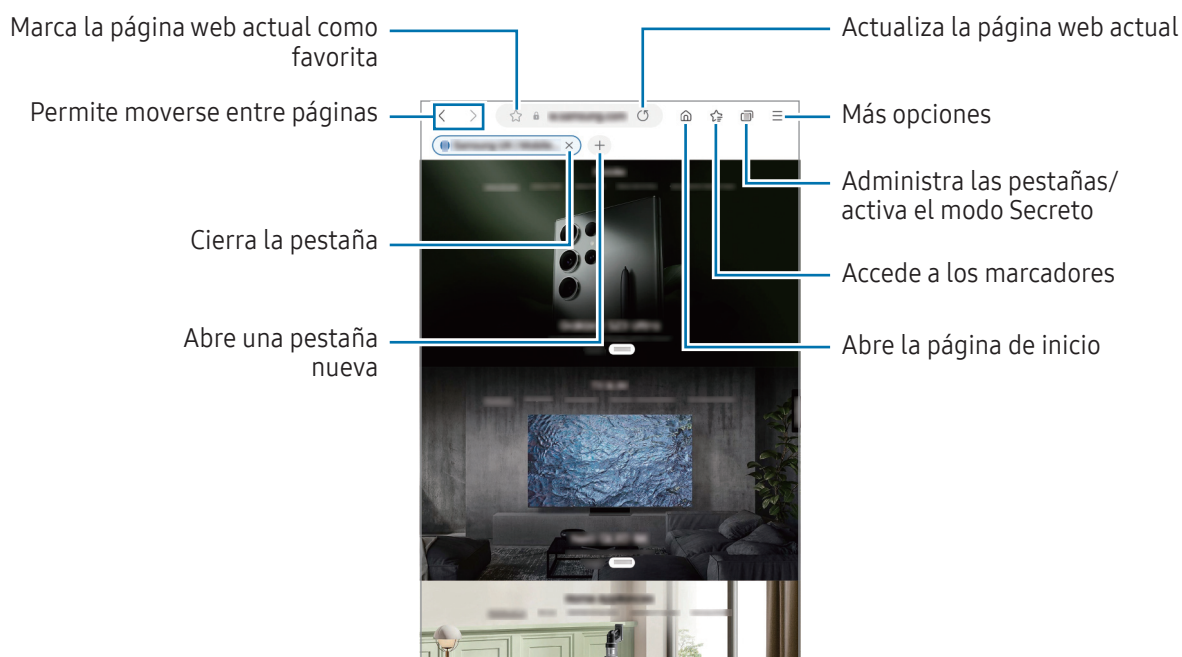 Marca la página web actual como
favorita
Permite moverse entre páginas
Cierra la pestaña
Abre una pestaña
nueva
Actualiza la página web actual
Más opciones
Administra las pestañas/
activa el modo Secreto
Accede a los marcadores
Abre la página de inicio